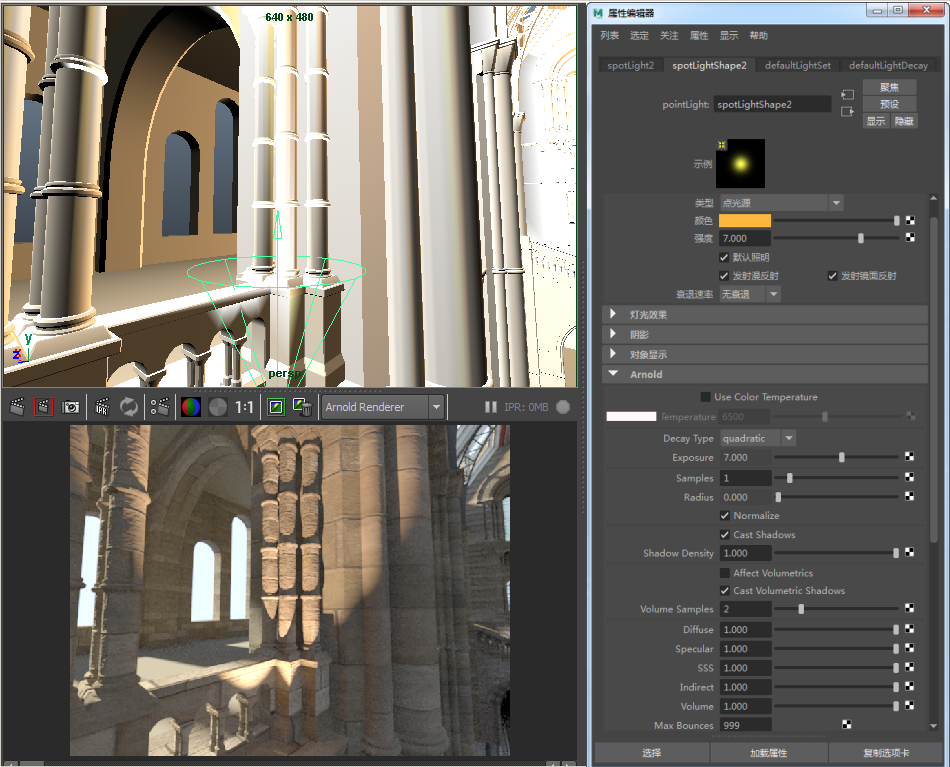 640 x 480
persp
y
z
1:1
Arnold Renderer
IPR: 0MB
属性编辑器
列表 选定 关注 属性 显示 帮助
spotLight2 spotLightShape2 defaultLightSet defaultLightDecay
聚焦
pointLight: spotLightShape2
预设
显示 隐藏
示例
类型 点光源
颜色
强度 7.000
默认照明
发射漫反射 发射镜面反射
衰退速率 无衰退
灯光效果
阴影
对象显示
Arnold
Use Color Temperature
Temperature 6500
Decay Type quadratic
Exposure 7.000
Samples 1
Radius 0.000
Normalize
Cast Shadows
Shadow Density 1.000
Affect Volumetrics
Cast Volumetric Shadows
Volume Samples 2
Diffuse 1.000
Specular 1.000
SSS 1.000
Indirect 1.000
Volume 1.000
Max Bounces 999
选择 加载属性 复制选项卡